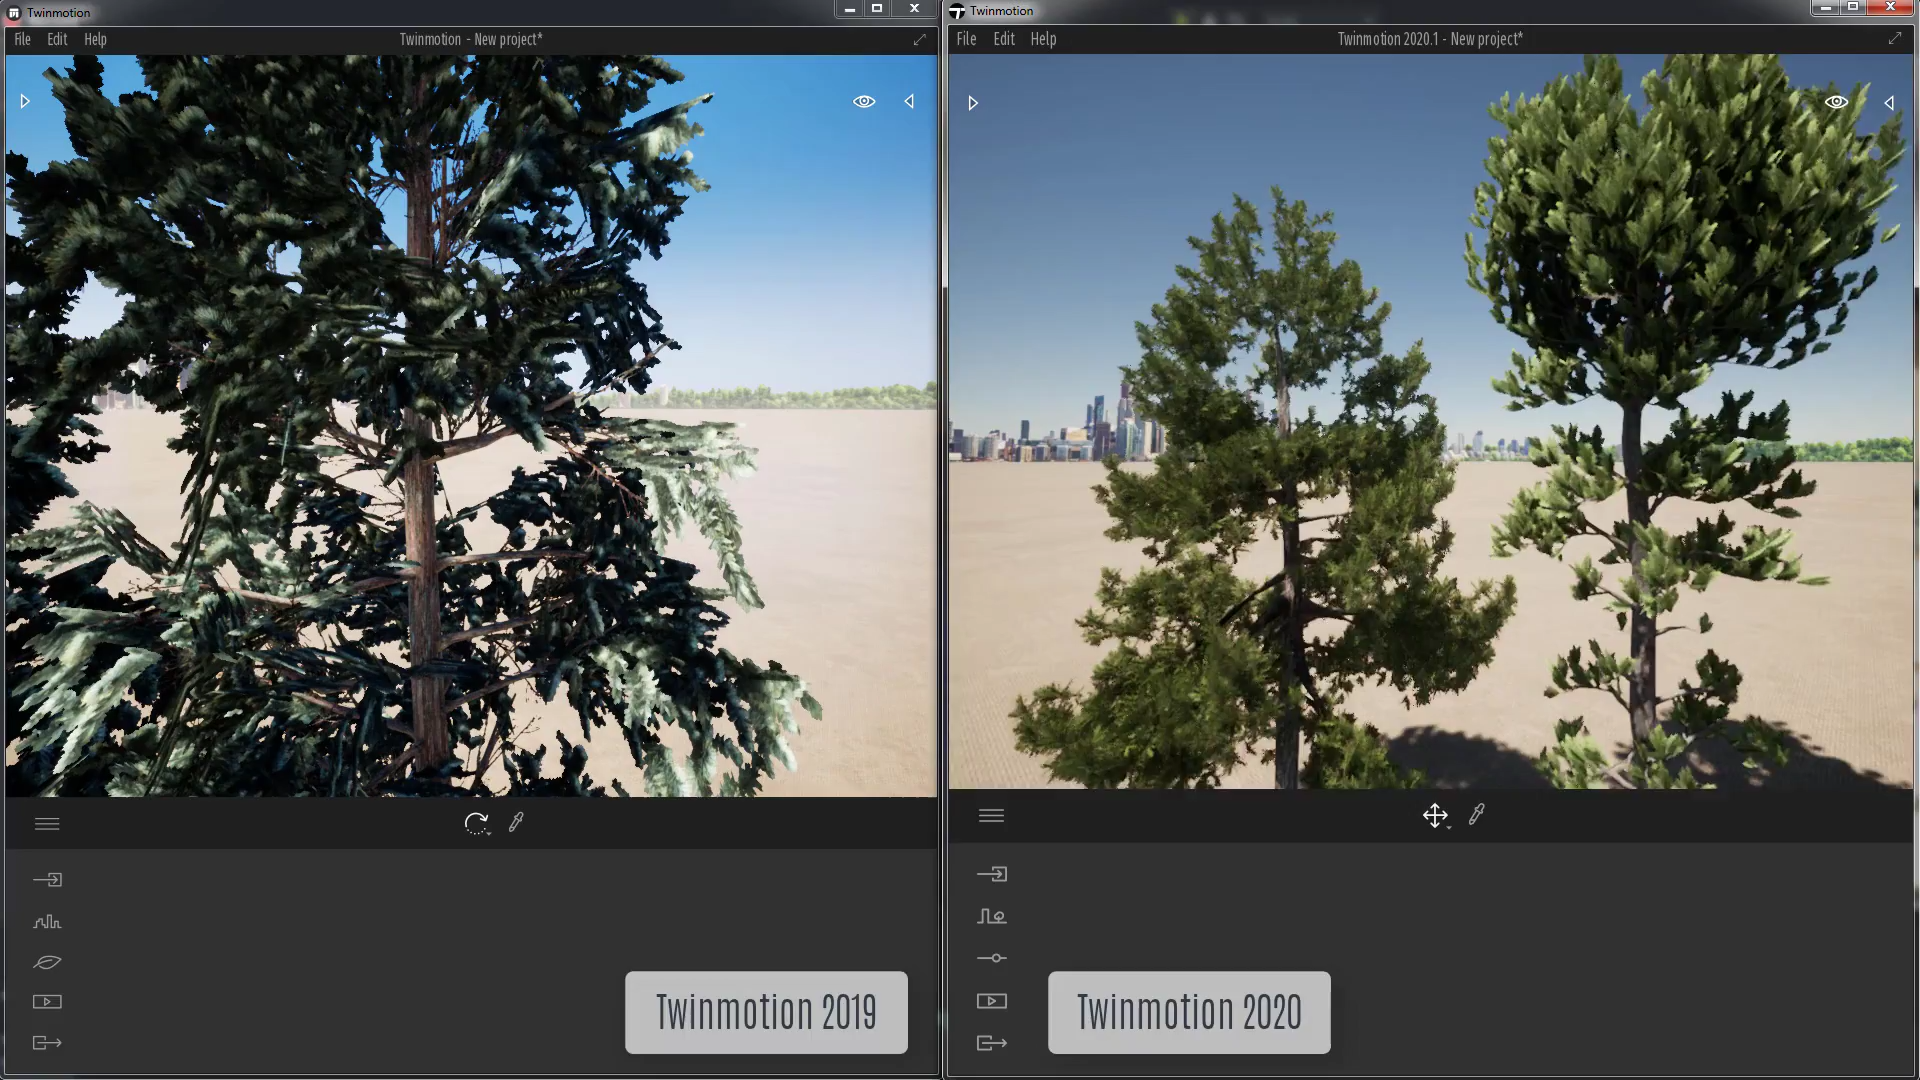 Twinmotion
File Edit Help
Twinmotion - New project*
Twinmotion 2019
Twinmotion
File Edit Help
Twinmotion 2020.1 - New project*
Twinmotion 2020